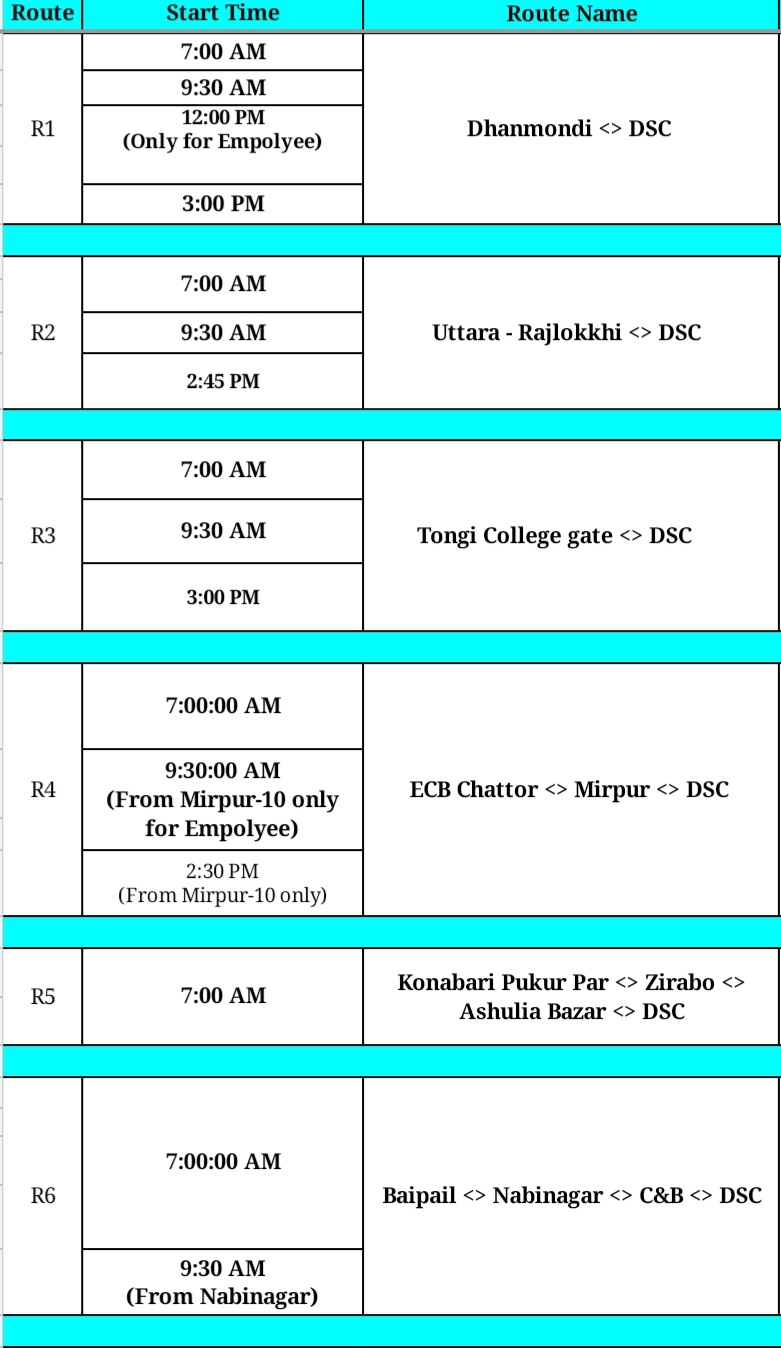 Route Start Time Route Name
7:00 AM
9:30 AM
12:00 PM
(Only for Empolyee)
3:00 PM
R1
Dhanmondi <> DSC
7:00 AM
9:30 AM
2:45 PM
R2
Uttara - Rajlokkhi <> DSC
7:00 AM
9:30 AM
3:00 PM
R3
Tongi College gate <> DSC
7:00:00 AM
9:30:00 AM
(From Mirpur-10 only
for Empolyee)
2:30 PM
(From Mirpur-10 only)
R4
ECB Chattor <> Mirpur <> DSC
R5
7:00 AM
Konabari Pukur Par <> Zirabo <>
Ashulia Bazar <> DSC
7:00:00 AM
9:30 AM
(From Nabinagar)
R6
Baipail <> Nabinagar <> C&B <> DSC